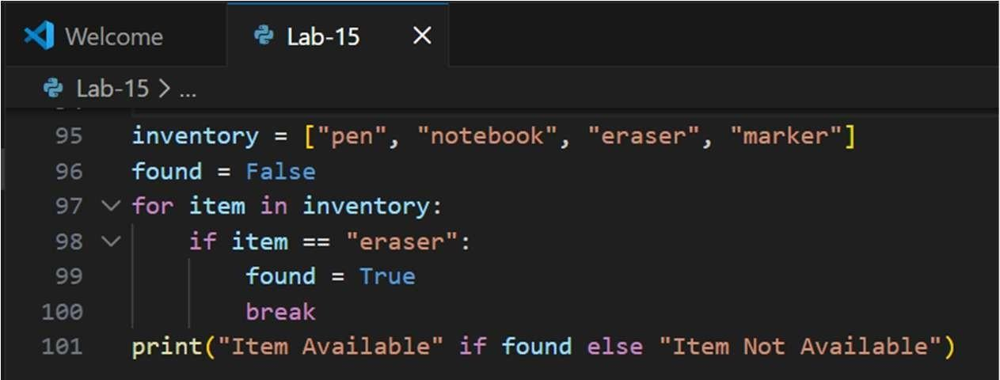 Welcome
Lab-15
Lab-15 > ...
95 inventory = ["pen", "notebook", "eraser", "marker"]
96 found = False
97 for item in inventory:
98     if item == "eraser":
99         found = True
100         break
101 print("Item Available" if found else "Item Not Available")